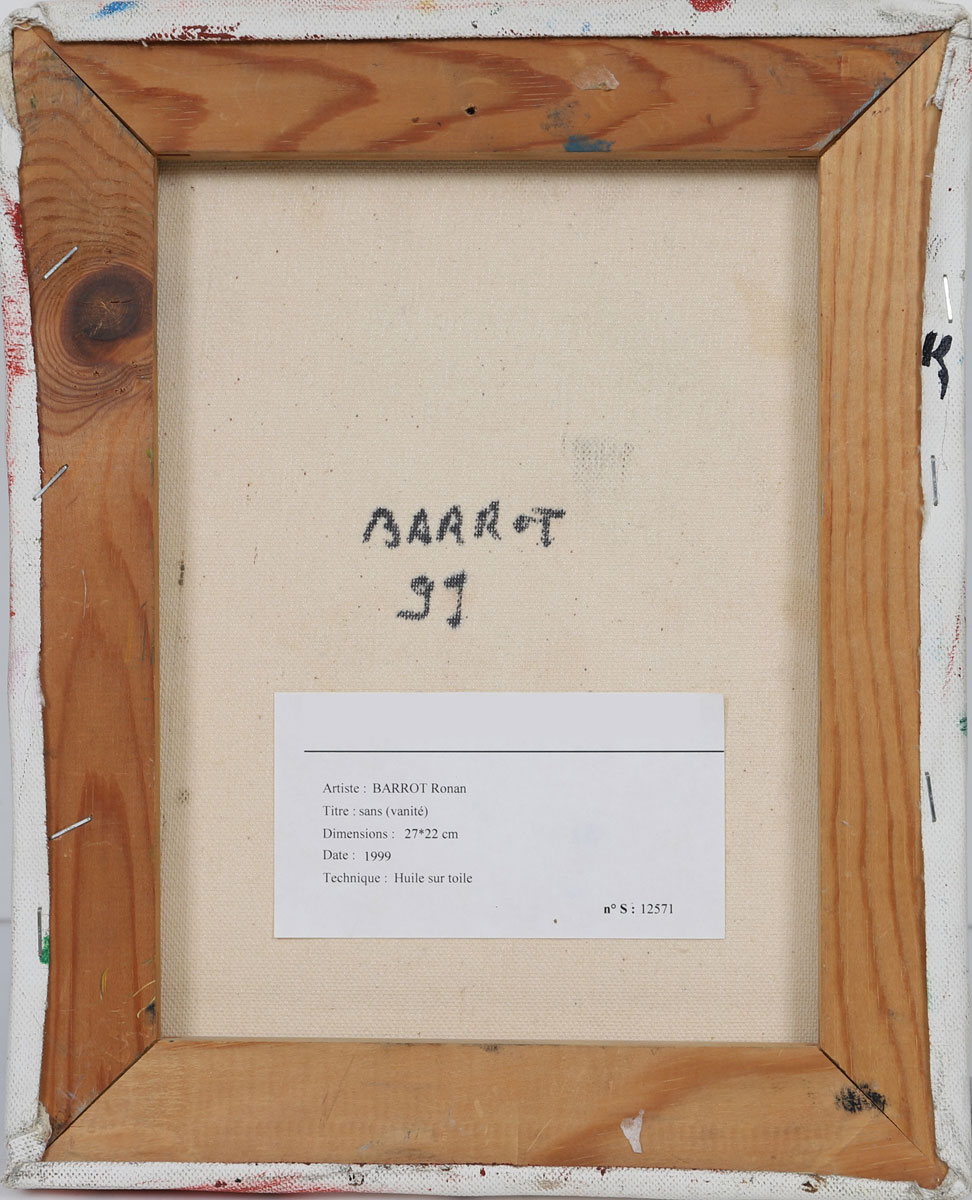 BARROT
99
Artiste : BARROT Ronan
Titre : sans (vanité)
Dimensions : 27*22 cm
Date : 1999
Technique : Huile sur toile
n° S : 12571